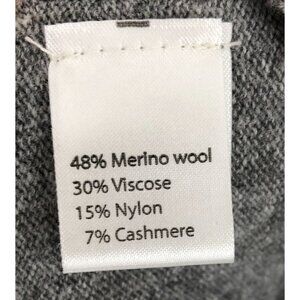 48% Merino wool
30% Viscose
15% Nylon
7% Cashmere